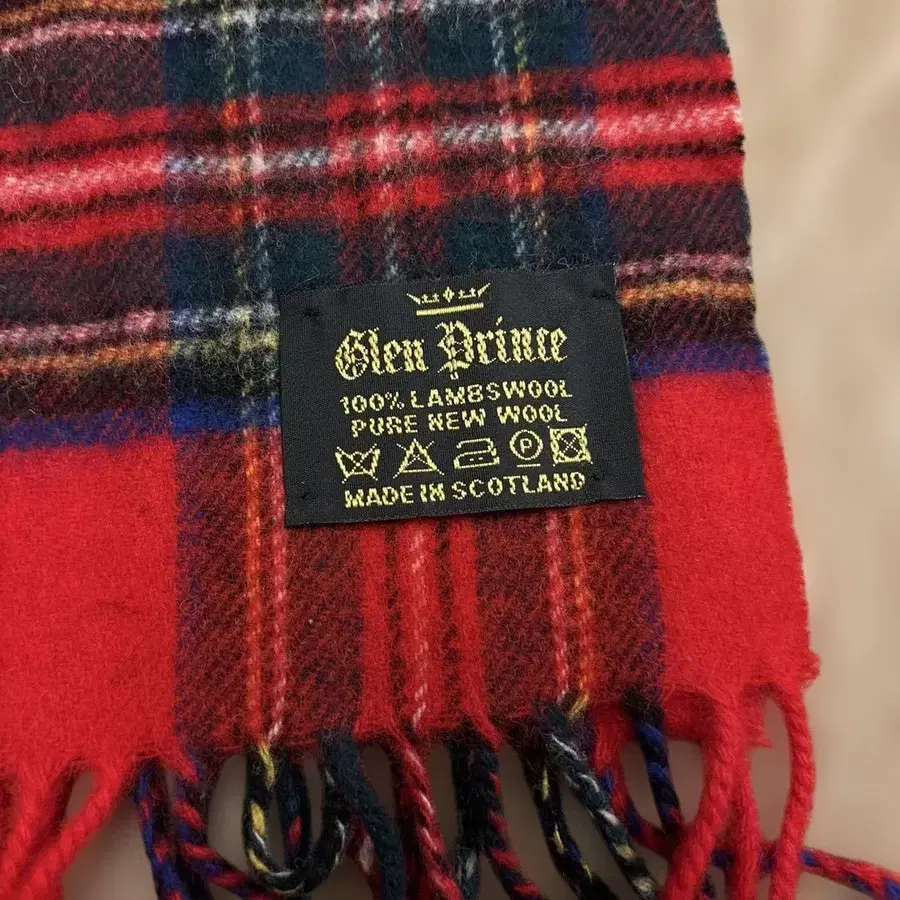 Glen Prince
100% LAMBSWOOL
PURE NEW WOOL
P
MADE IN SCOTLAND